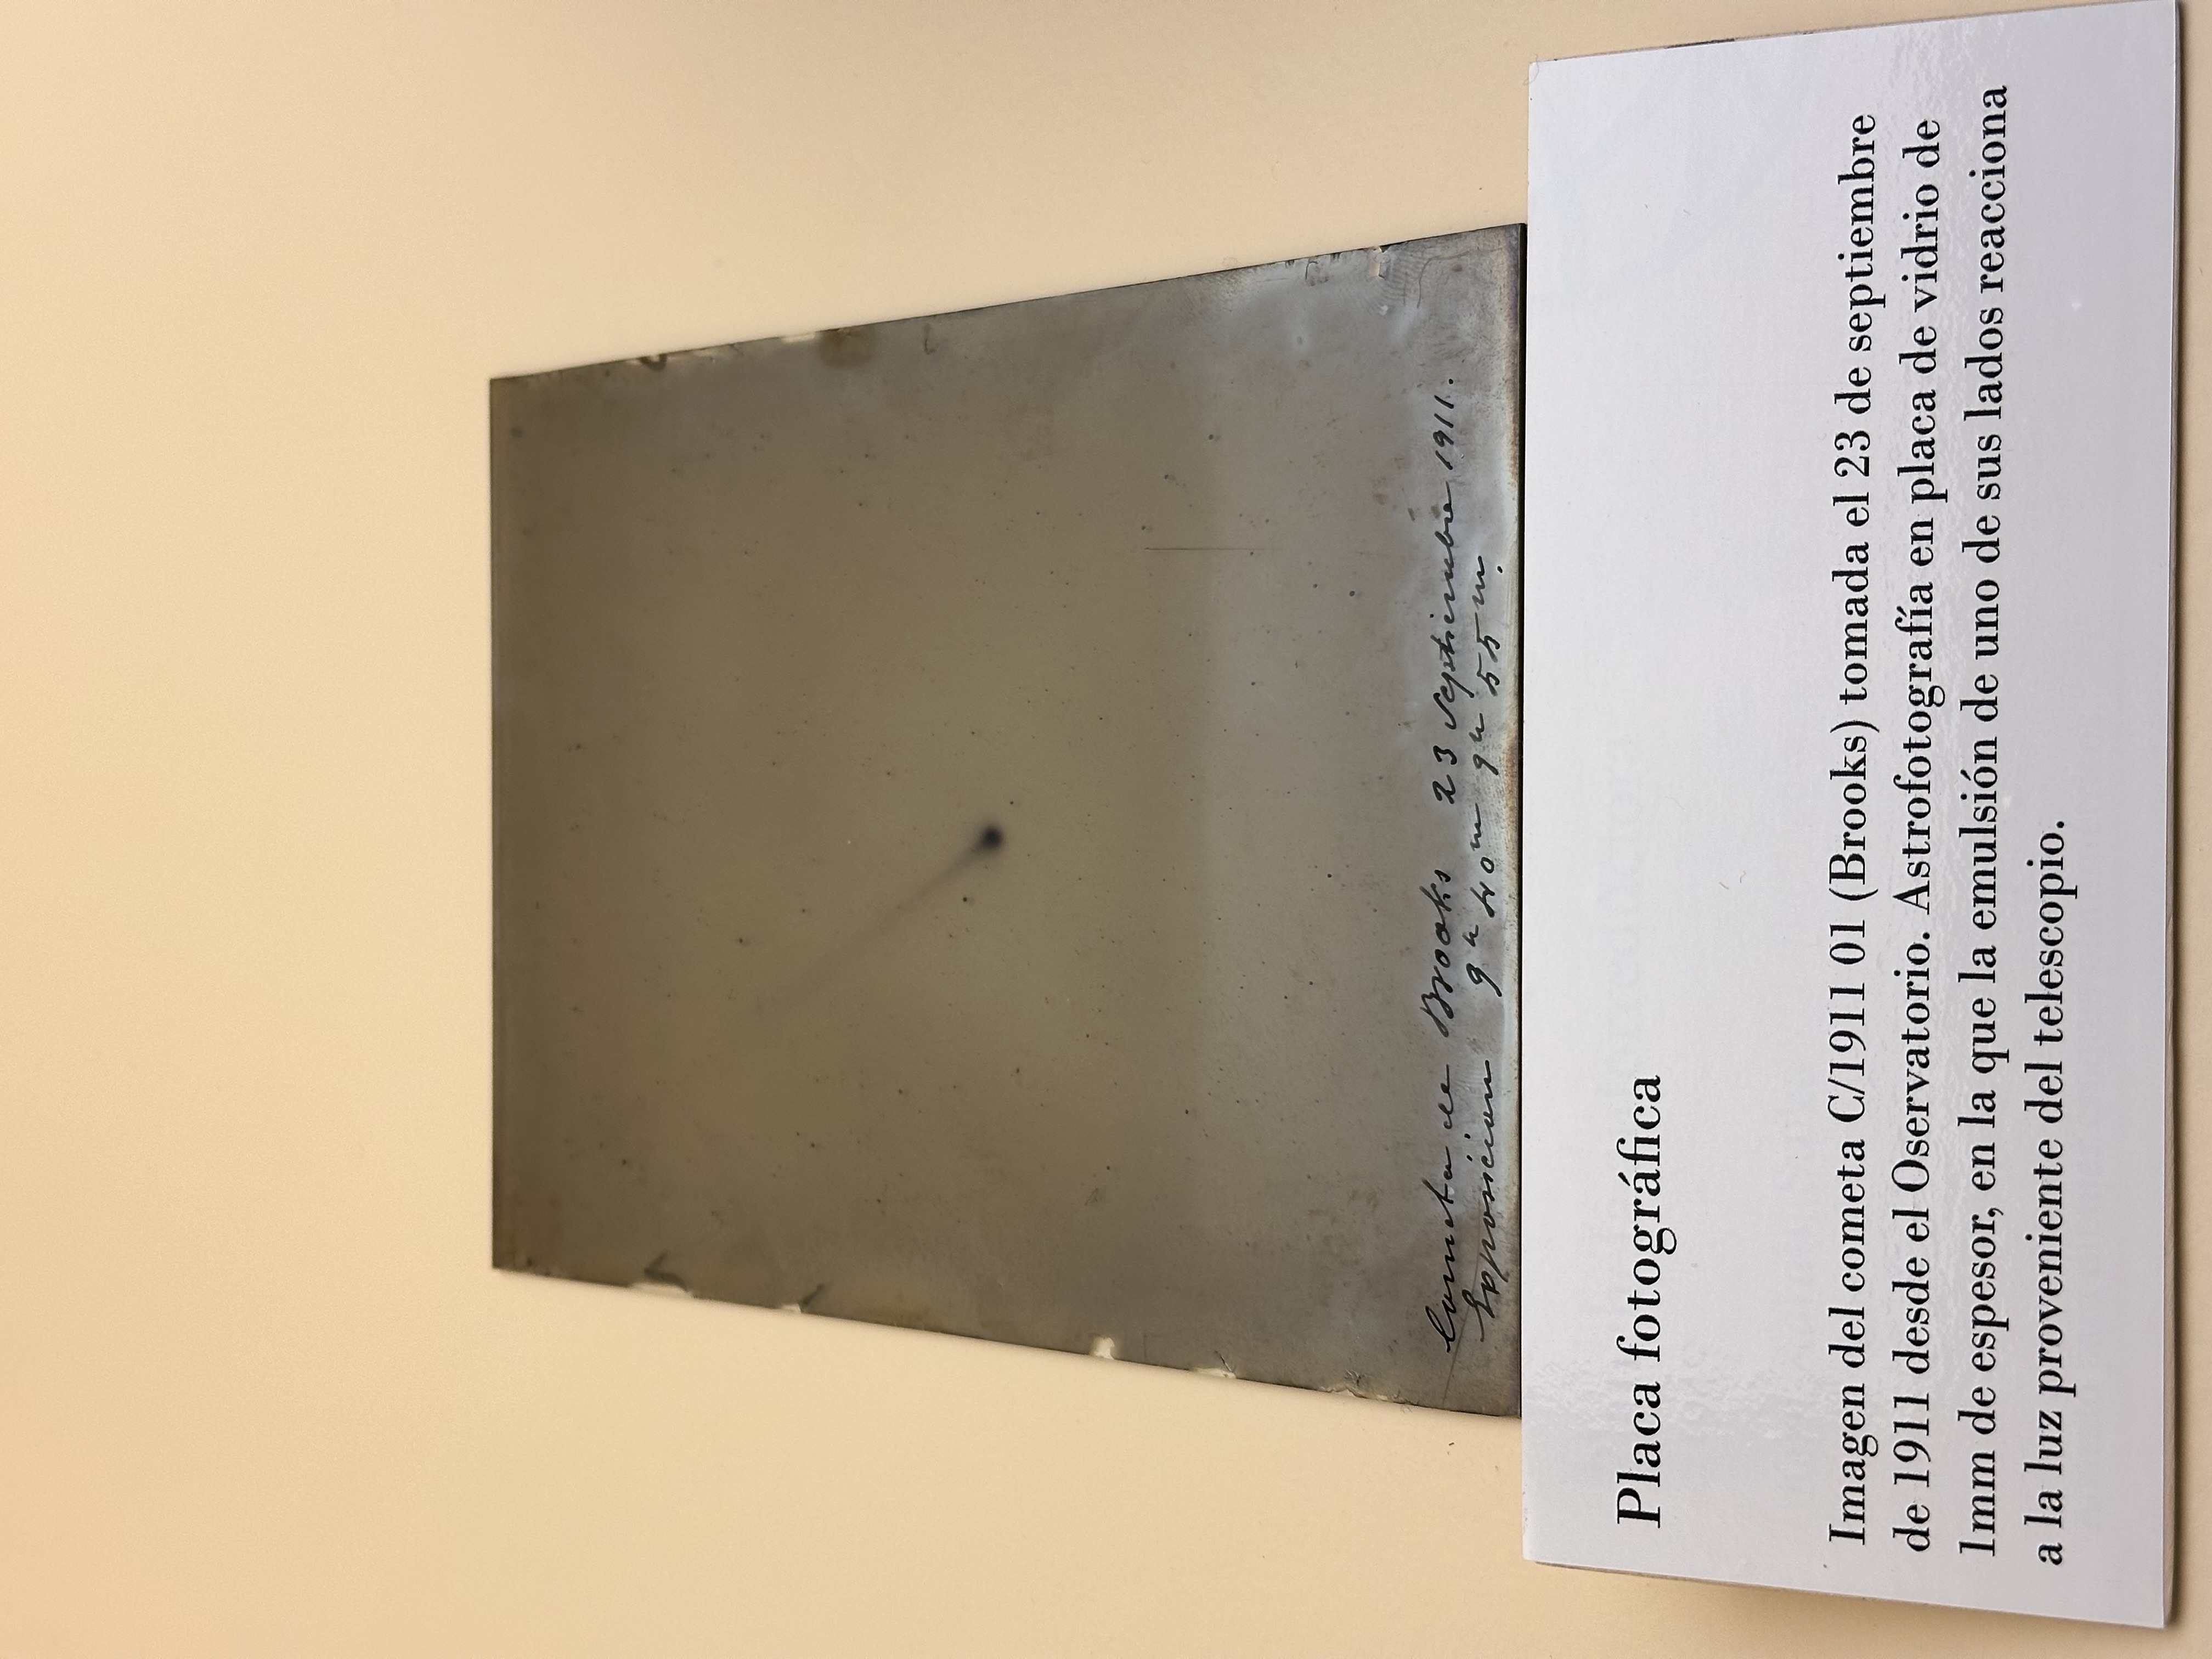 Cometa de Brooks 23 septiembre 1911.
Exposicion 9h 40m 9h 55m.
Placa fotográfica
Imagen del cometa C/1911 01 (Brooks) tomada el 23 de septiembre
de 1911 desde el Oservatorio. Astrofotografía en placa de vidrio de
1mm de espesor, en la que la emulsión de uno de sus lados reacciona
a la luz proveniente del telescopio.